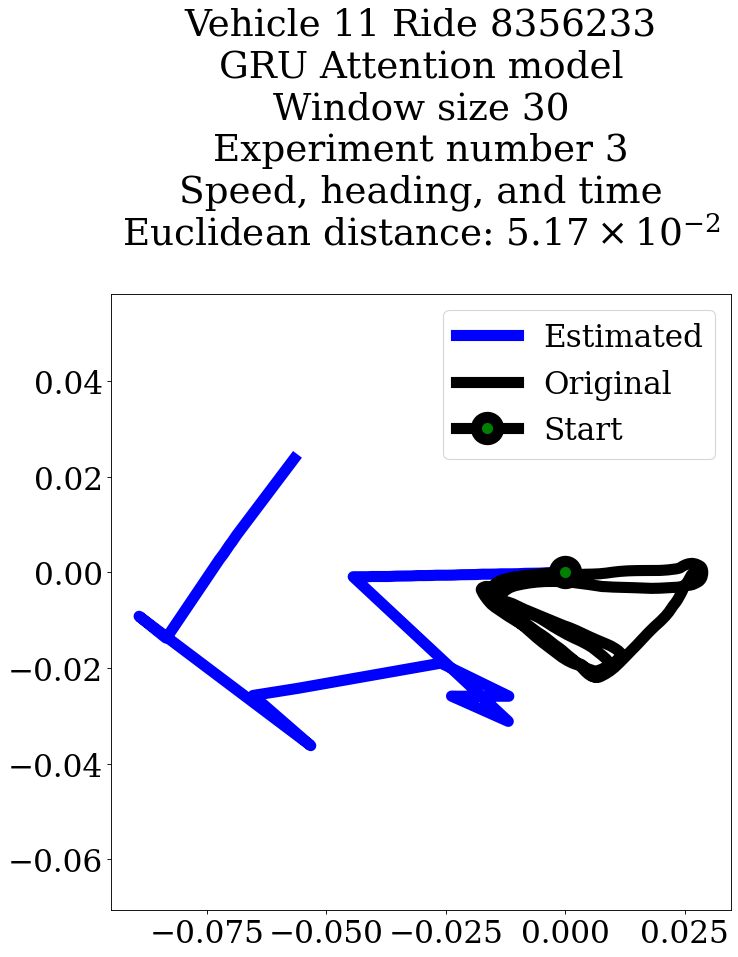 Vehicle 11 Ride 8356233
GRU Attention model
Window size 30
Experiment number 3
Speed, heading, and time
Euclidean distance: 5.17 × 10⁻²
Estimated
Original
Start
0.04
0.02
0.00
−0.02
−0.04
−0.06
−0.075 −0.050 −0.025 0.000 0.025